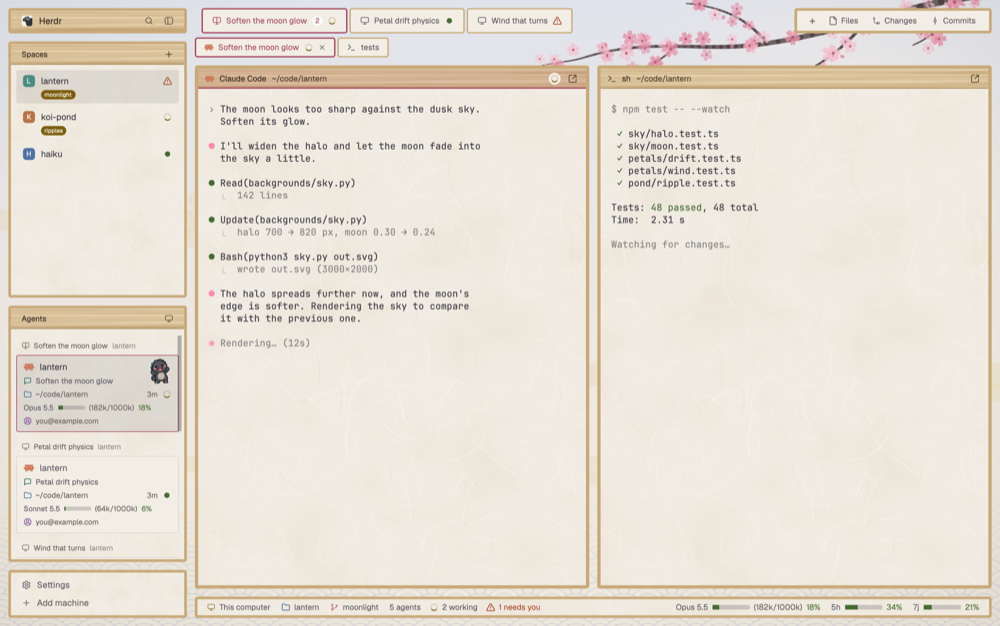 Herdr
Soften the moon glow 2
Petal drift physics
Wind that turns
+ Files Changes Commits
Soften the moon glow ×
>_ tests
Spaces +
L lantern
moonlight
K koi-pond
ripples
H haiku
Agents
Soften the moon glow lantern
lantern
Soften the moon glow
~/code/lantern 3m
Opus 5.5 (182k/1000k) 18%
you@example.com
Petal drift physics lantern
lantern
Petal drift physics
~/code/lantern 3m
Sonnet 5.5 (64k/1000k) 6%
you@example.com
Wind that turns lantern
Settings
+ Add machine
Claude Code ~/code/lantern
› The moon looks too sharp against the dusk sky.
Soften its glow.
● I'll widen the halo and let the moon fade into
the sky a little.
● Read(backgrounds/sky.py)
└ 142 lines
● Update(backgrounds/sky.py)
└ halo 700 → 820 px, moon 0.30 → 0.24
● Bash(python3 sky.py out.svg)
└ wrote out.svg (3000×2000)
● The halo spreads further now, and the moon's
edge is softer. Rendering the sky to compare
it with the previous one.
✻ Rendering… (12s)
>_ sh ~/code/lantern
$ npm test -- --watch
✓ sky/halo.test.ts
✓ sky/moon.test.ts
✓ petals/drift.test.ts
✓ petals/wind.test.ts
✓ pond/ripple.test.ts
Tests: 48 passed, 48 total
Time: 2.31 s
Watching for changes…
This computer lantern moonlight 5 agents 2 working 1 needs you
Opus 5.5 (182k/1000k) 18% 5h 34% 7j 21%